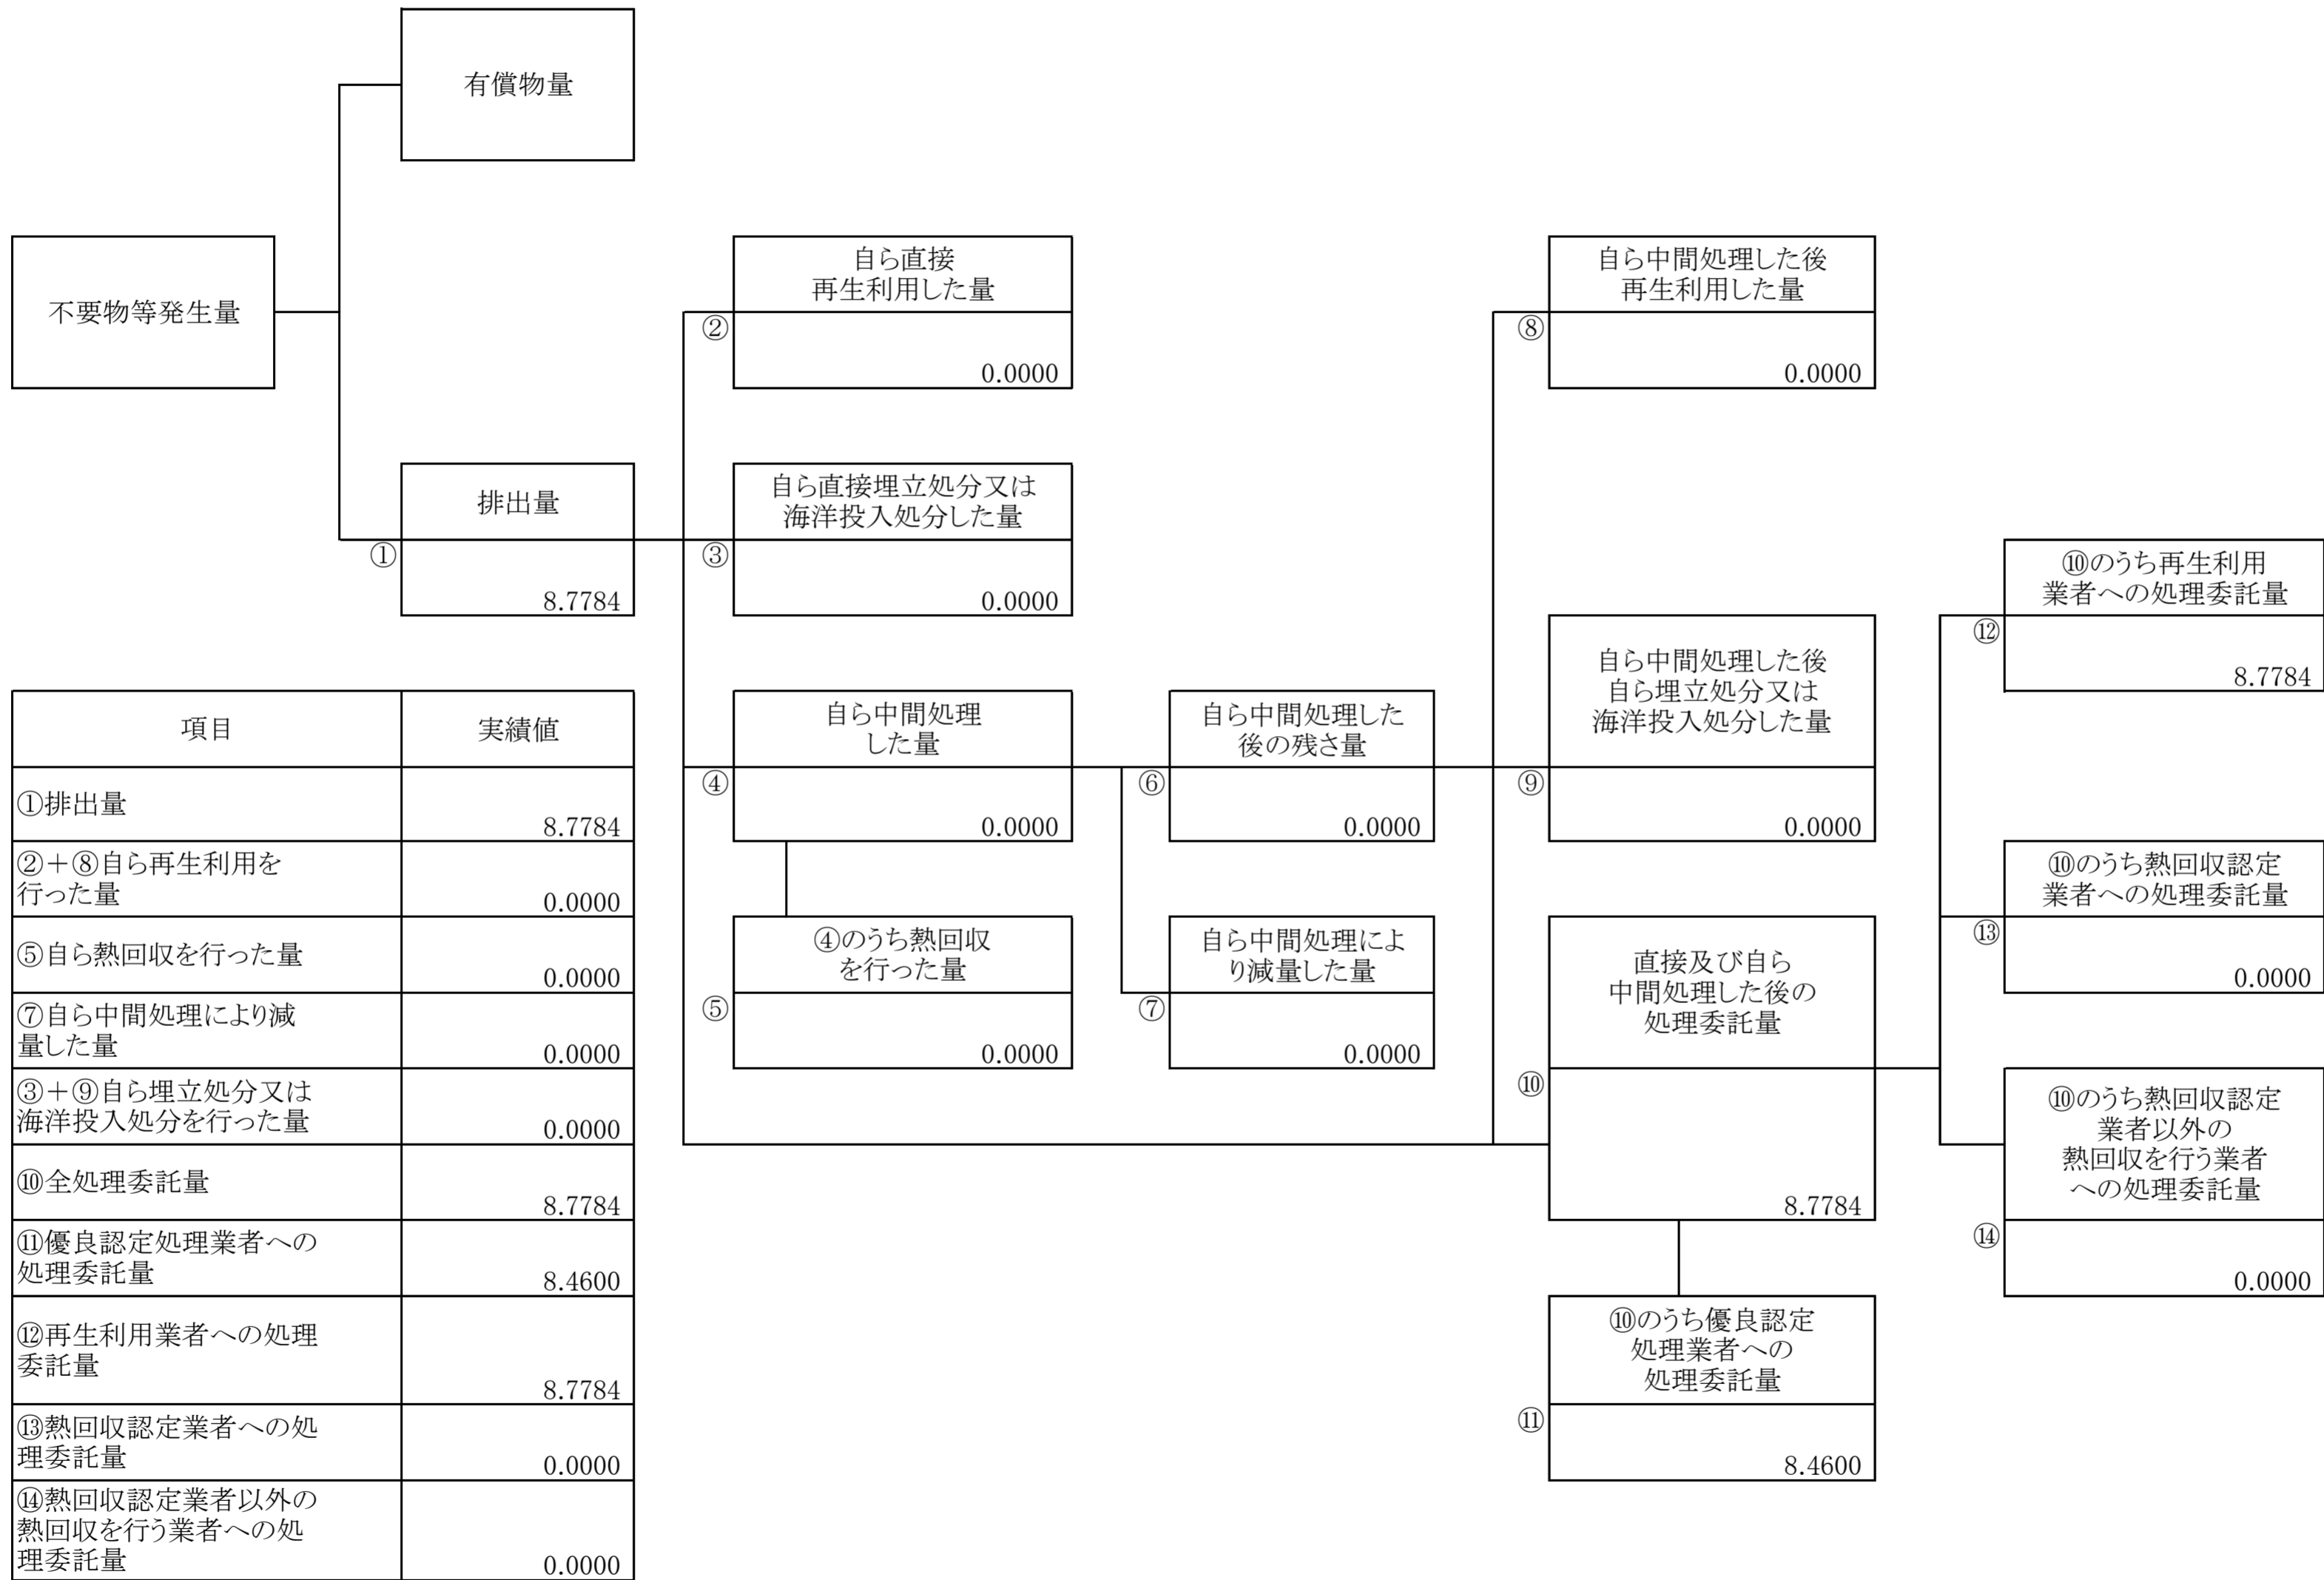 有償物量
不要物等発生量
自ら直接
再生利用した量
②
0.0000
自ら中間処理した後
再生利用した量
⑧
0.0000
排出量
①
8.7784
自ら直接埋立処分又は
海洋投入処分した量
③
0.0000
⑩のうち再生利用
業者への処理委託量
⑫
8.7784
自ら中間処理
した量
④
0.0000
自ら中間処理した
後の残さ量
⑥
0.0000
自ら中間処理した後
自ら埋立処分又は
海洋投入処分した量
⑨
0.0000
⑩のうち熱回収認定
業者への処理委託量
⑬
0.0000
④のうち熱回収
を行った量
⑤
0.0000
自ら中間処理によ
り減量した量
⑦
0.0000
直接及び自ら
中間処理した後の
処理委託量
⑩
8.7784
⑩のうち熱回収認定
業者以外の
熱回収を行う業者
への処理委託量
⑭
0.0000
⑩のうち優良認定
処理業者への
処理委託量
⑪
8.4600
項目 実績値
①排出量
8.7784
②＋⑧自ら再生利用を
行った量
0.0000
⑤自ら熱回収を行った量
0.0000
⑦自ら中間処理により減
量した量
0.0000
③＋⑨自ら埋立処分又は
海洋投入処分を行った量
0.0000
⑩全処理委託量
8.7784
⑪優良認定処理業者への
処理委託量
8.4600
⑫再生利用業者への処理
委託量
8.7784
⑬熱回収認定業者への処
理委託量
0.0000
⑭熱回収認定業者以外の
熱回収を行う業者への処
理委託量
0.0000